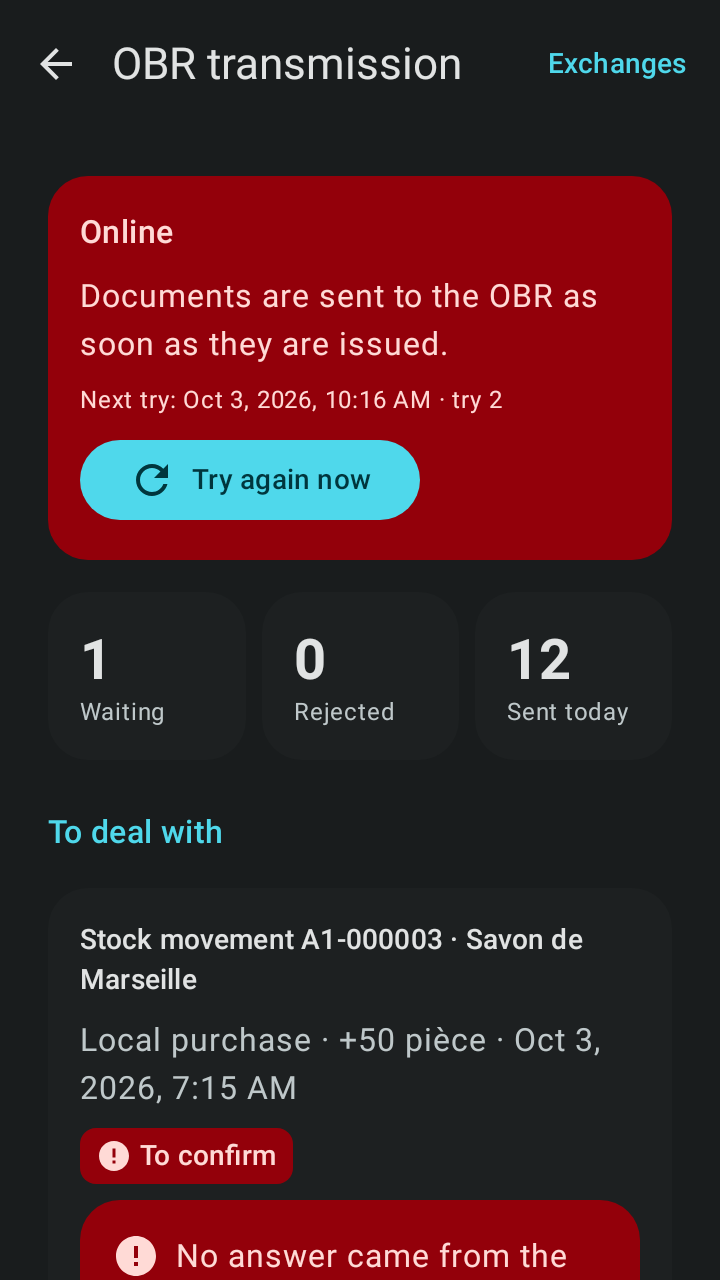 OBR transmission
Exchanges
Online
Documents are sent to the OBR as
soon as they are issued.
Next try: Oct 3, 2026, 10:16 AM · try 2
Try again now
1
Waiting
0
Rejected
12
Sent today
To deal with
Stock movement A1-000003 · Savon de
Marseille
Local purchase · +50 pièce · Oct 3,
2026, 7:15 AM
To confirm
No answer came from the